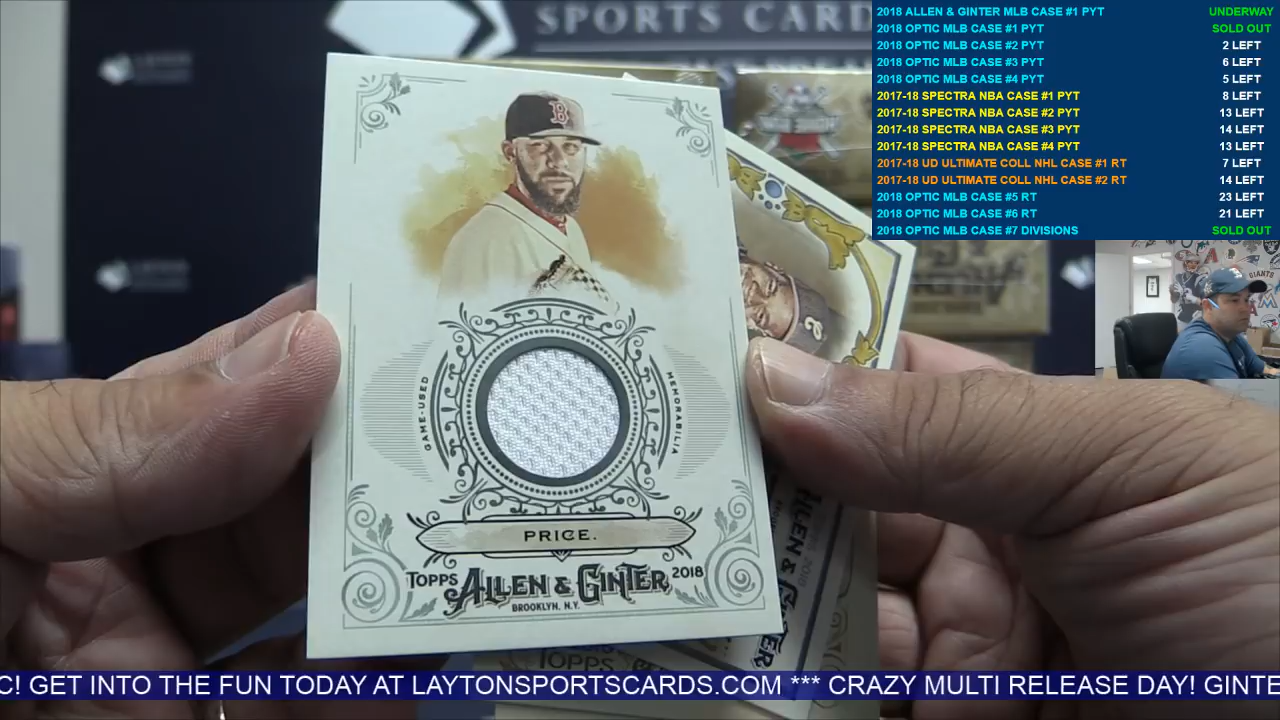 SPORTS CARDS
2018 ALLEN & GINTER MLB CASE #1 PYT UNDERWAY
2018 OPTIC MLB CASE #1 PYT SOLD OUT
2018 OPTIC MLB CASE #2 PYT 2 LEFT
2018 OPTIC MLB CASE #3 PYT 6 LEFT
2018 OPTIC MLB CASE #4 PYT 5 LEFT
2017-18 SPECTRA NBA CASE #1 PYT 8 LEFT
2017-18 SPECTRA NBA CASE #2 PYT 13 LEFT
2017-18 SPECTRA NBA CASE #3 PYT 14 LEFT
2017-18 SPECTRA NBA CASE #4 PYT 13 LEFT
2017-18 UD ULTIMATE COLL NHL CASE #1 RT 7 LEFT
2017-18 UD ULTIMATE COLL NHL CASE #2 RT 14 LEFT
2018 OPTIC MLB CASE #5 RT 23 LEFT
2018 OPTIC MLB CASE #6 RT 21 LEFT
2018 OPTIC MLB CASE #7 DIVISIONS SOLD OUT
B
GIANTS
GAME-USED
MEMORABILIA
PRICE.
TOPPS ALLEN & GINTER 2018
BROOKLYN, N.Y.
TOPPS
C! GET INTO THE FUN TODAY AT LAYTONSPORTSCARDS.COM *** CRAZY MULTI RELEASE DAY! GINTE